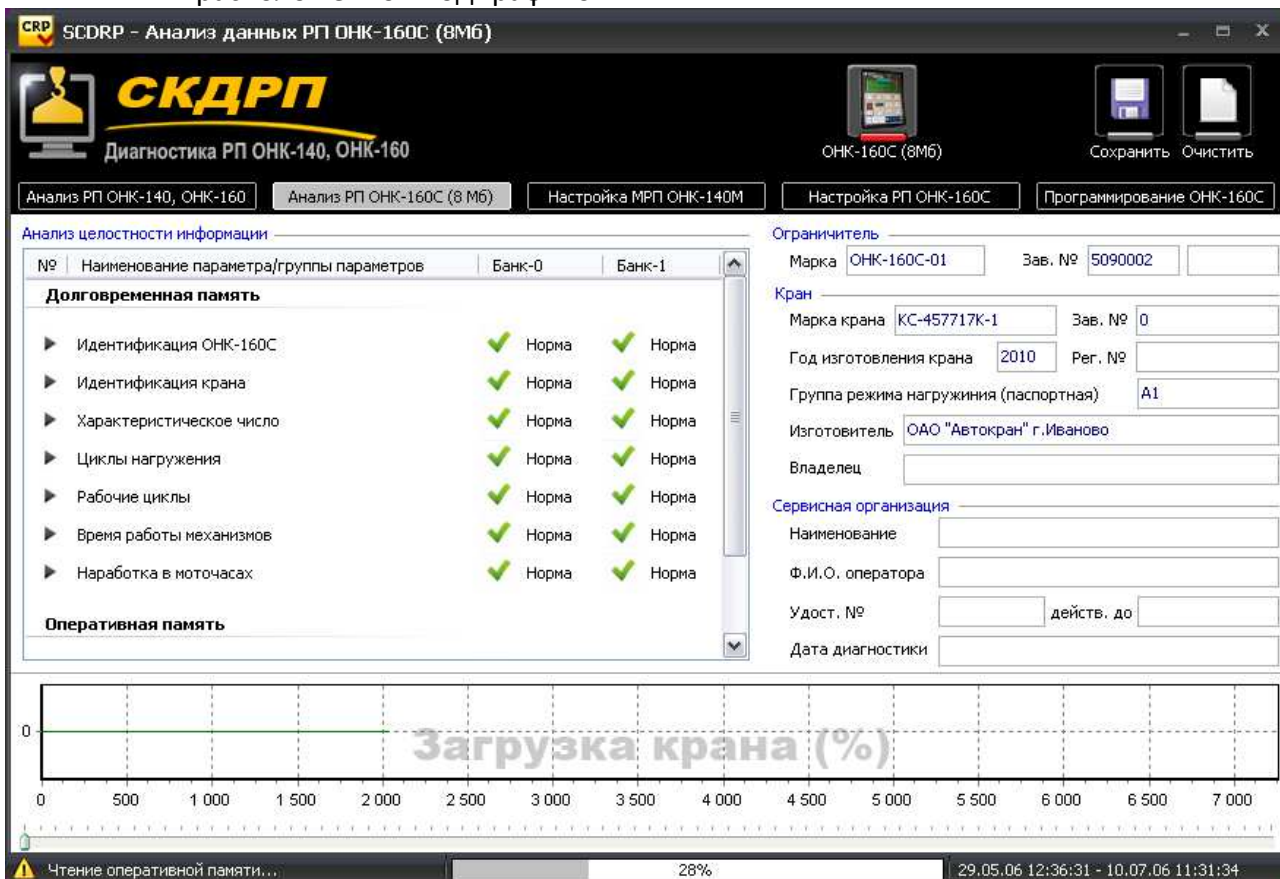 SCDRP - Анализ данных РП ОНК-160С (8Мб)
CRP
СКДРП
Диагностика РП ОНК-140, ОНК-160
ОНК-160С (8Мб)
Сохранить Очистить
Анализ РП ОНК-140, ОНК-160 Анализ РП ОНК-160С (8 Мб) Настройка МРП ОНК-140М Настройка РП ОНК-160С Программирование ОНК-160С
Анализ целостности информации
№ Наименование параметра/группы параметров Банк-0 Банк-1
Долговременная память
Идентификация ОНК-160С Норма Норма
Идентификация крана Норма Норма
Характеристическое число Норма Норма
Циклы нагружения Норма Норма
Рабочие циклы Норма Норма
Время работы механизмов Норма Норма
Наработка в моточасах Норма Норма
Оперативная память
Ограничитель
Марка ОНК-160С-01 Зав. № 5090002
Кран
Марка крана КС-457717К-1 Зав. № 0
Год изготовления крана 2010 Рег. №
Группа режима нагружиния (паспортная) А1
Изготовитель ОАО "Автокран" г.Иваново
Владелец
Сервисная организация
Наименование
Ф.И.О. оператора
Удост. № действ. до
Дата диагностики
0
Загрузка крана (%)
0 500 1 000 1 500 2 000 2 500 3 000 3 500 4 000 4 500 5 000 5 500 6 000 6 500 7 000
Чтение оперативной памяти... 28% 29.05.06 12:36:31 - 10.07.06 11:31:34